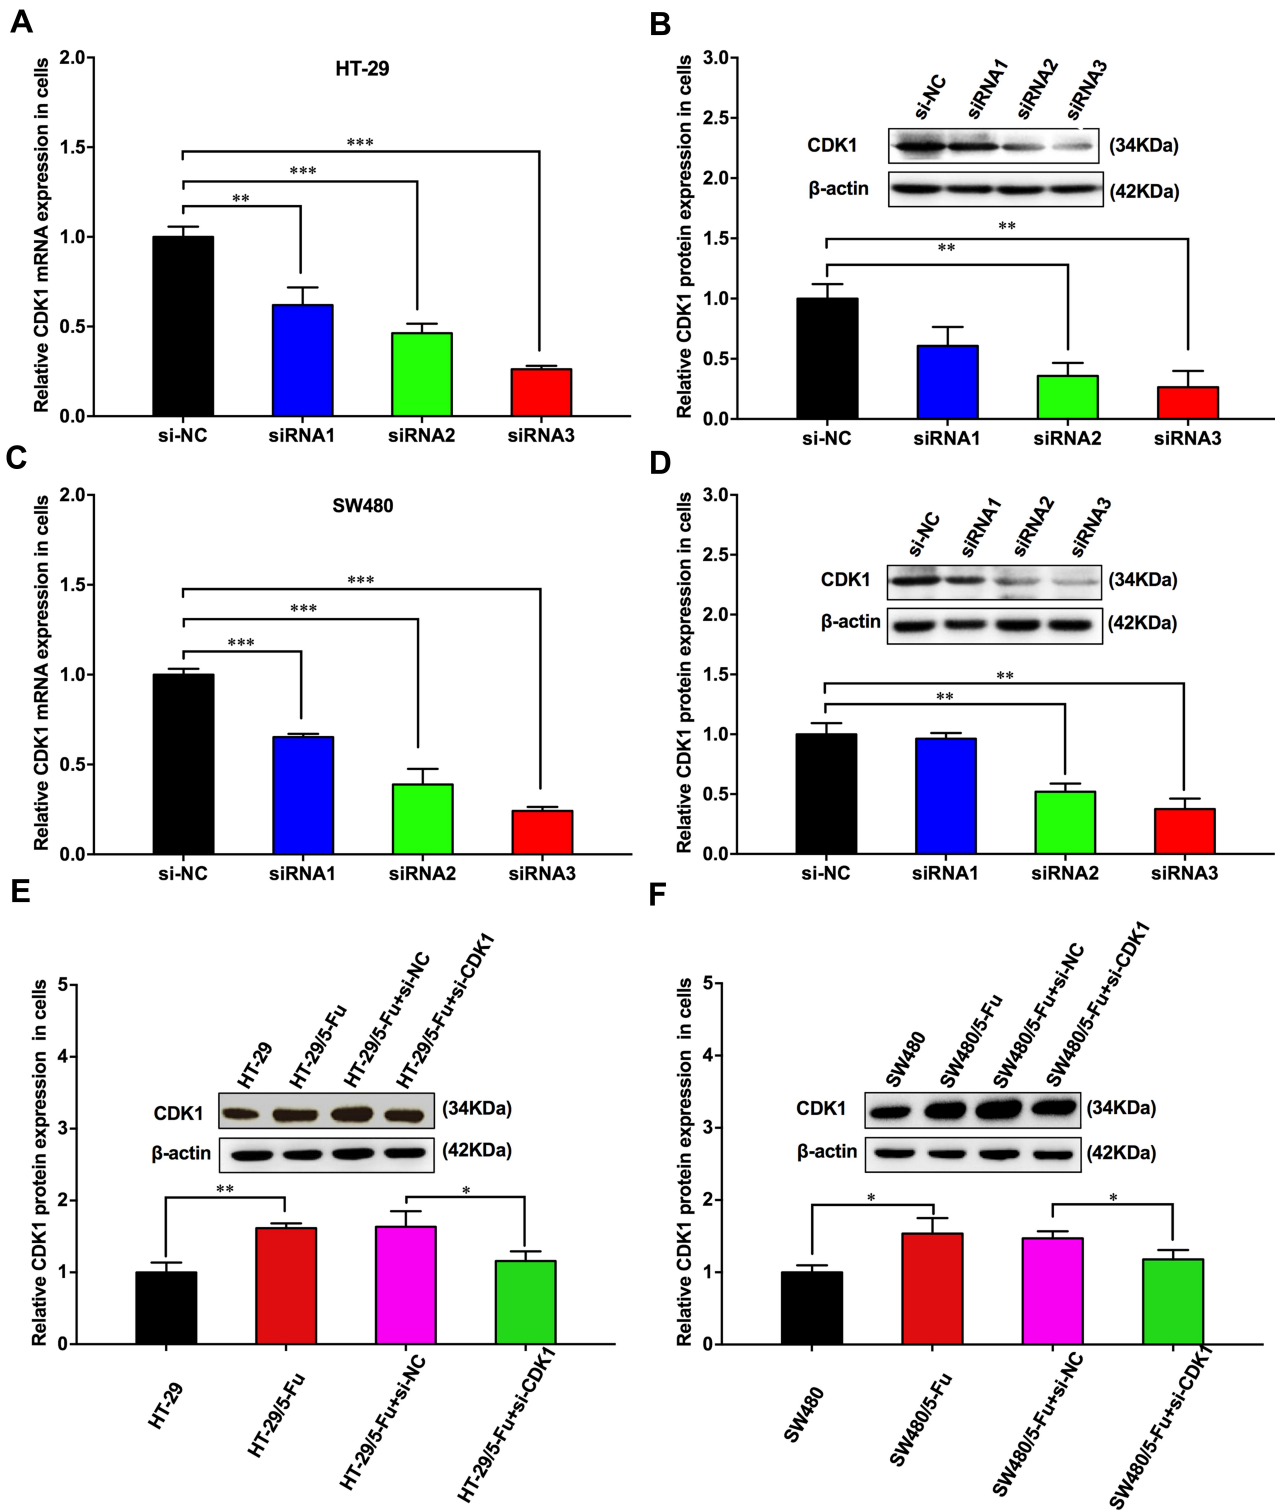 A
Relative CDK1 mRNA expression in cells
2.0
1.5
1.0
0.5
0.0
HT-29
***
***
**
si-NC siRNA1 siRNA2 siRNA3
B
Relative CDK1 protein expression in cells
3.0
2.5
2.0
1.5
1.0
0.5
0.0
si-NC siRNA1 siRNA2 siRNA3
CDK1 (34KDa)
β-actin (42KDa)
**
**
si-NC siRNA1 siRNA2 siRNA3
C
Relative CDK1 mRNA expression in cells
2.0
1.5
1.0
0.5
0.0
SW480
***
***
***
si-NC siRNA1 siRNA2 siRNA3
D
Relative CDK1 protein expression in cells
3.0
2.5
2.0
1.5
1.0
0.5
0.0
si-NC siRNA1 siRNA2 siRNA3
CDK1 (34KDa)
β-actin (42KDa)
**
**
si-NC siRNA1 siRNA2 siRNA3
E
Relative CDK1 protein expression in cells
5
4
3
2
1
0
HT-29
HT-29/5-Fu
HT-29/5-Fu+si-NC
HT-29/5-Fu+si-CDK1
CDK1 (34KDa)
β-actin (42KDa)
** *
HT-29
HT-29/5-Fu
HT-29/5-Fu+si-NC
HT-29/5-Fu+si-CDK1
F
Relative CDK1 protein expression in cells
5
4
3
2
1
0
SW480
SW480/5-Fu
SW480/5-Fu+si-NC
SW480/5-Fu+si-CDK1
CDK1 (34KDa)
β-actin (42KDa)
* *
SW480
SW480/5-Fu
SW480/5-Fu+si-NC
SW480/5-Fu+si-CDK1